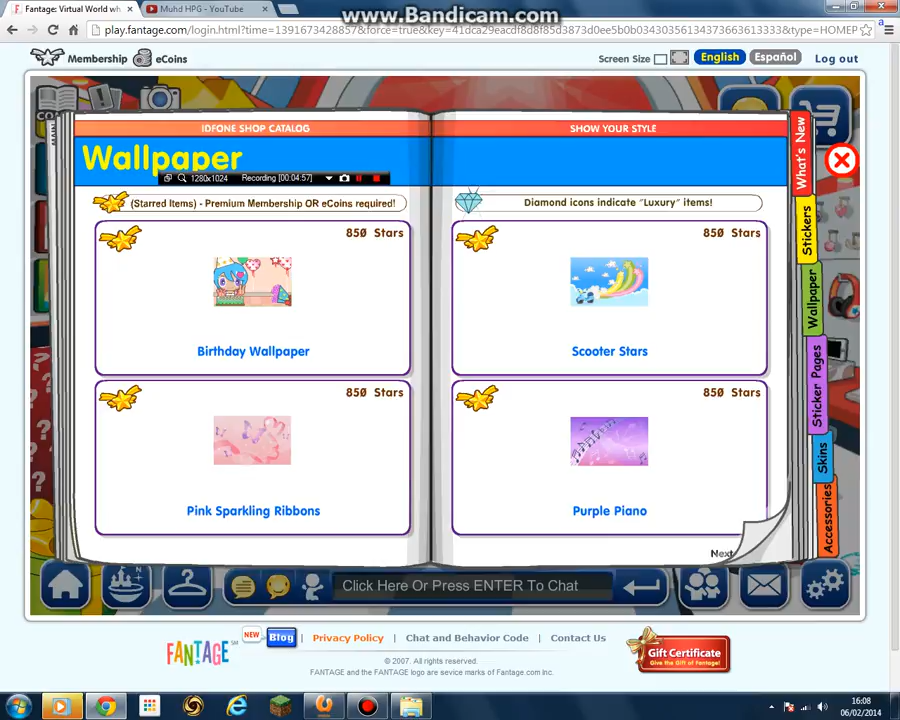 www.Bandicam.com
Fantage: Virtual World wh
Muhd HPG - YouTube
play.fantage.com/login.html?time=1391673428857&force=true&key=41dca29eacdf8d8f85d3873d0ee5b0b03430356134373663613333&type=HOMEP
Membership
eCoins
Screen Size
English
Español
Log out
IDFONE SHOP CATALOG
SHOW YOUR STYLE
Wallpaper
1280x1024
Recording [00:04:57]
(Starred Items) - Premium Membership OR eCoins required!
Diamond icons indicate "Luxury" items!
850 Stars
Birthday Wallpaper
850 Stars
Scooter Stars
850 Stars
Pink Sparkling Ribbons
850 Stars
Purple Piano
Next
What's New
Stickers
Wallpaper
Sticker Pages
Skins
Accessories
Click Here Or Press ENTER To Chat
FANTAGE
NEW
Blog
Privacy Policy
|
Chat and Behavior Code
|
Contact Us
© 2007. All rights reserved.
FANTAGE and the FANTAGE logo are sevice marks of Fantage.com Inc.
Gift Certificate
Give the Gift of Fantage!
16:08
06/02/2014